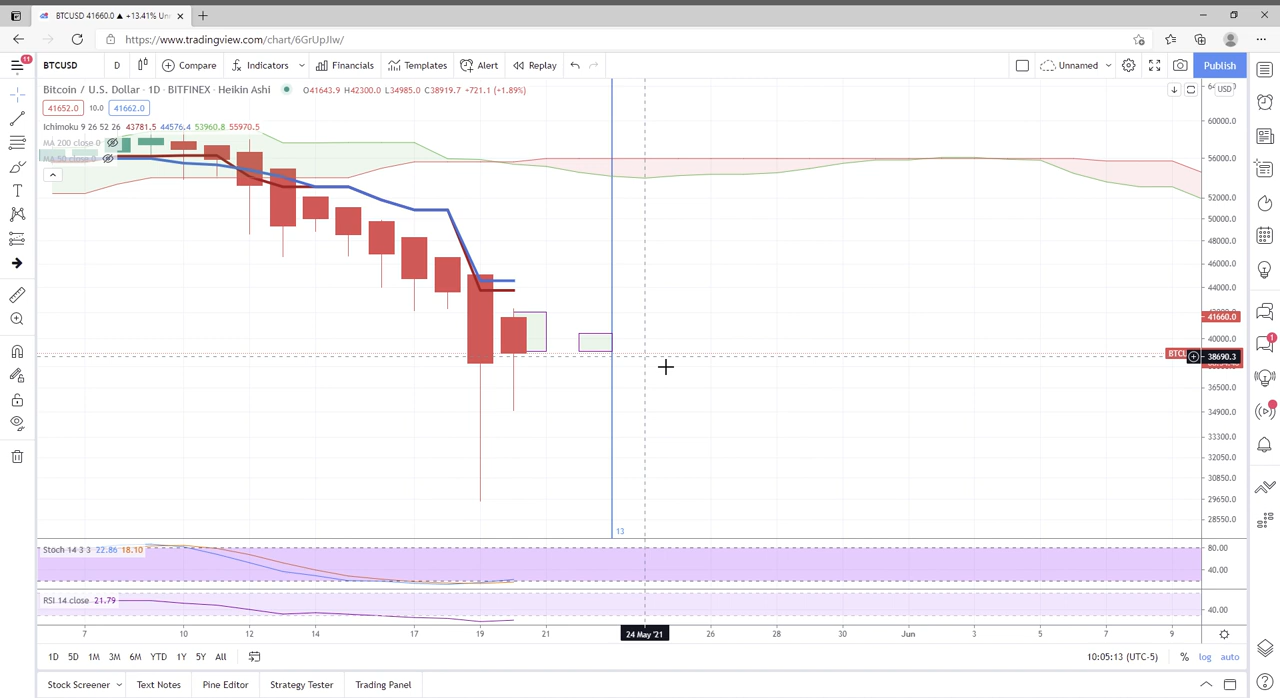 BTCUSD 41660.0 ▲ +13.41% Un
https://www.tradingview.com/chart/6GrUpJIw/
11
BTCUSD D Compare Indicators Financials Templates Alert Replay Unnamed Publish
Bitcoin / U.S. Dollar · 1D · BITFINEX · Heikin Ashi O41643.9 H42300.0 L34985.0 C38919.7 +721.1 (+1.89%)
USD
41652.0 10.0 41662.0
Ichimoku 9 26 52 26 43781.5 44576.4 53960.8 55970.5
MA 200 close 0
MA 50 close 0
60000.0
56000.0
52000.0
50000.0
48000.0
46000.0
44000.0
41660.0
40000.0
BTCU
38690.3
36500.0
34900.0
33300.0
32050.0
30850.0
29650.0
28550.0
1
13
Stoch 14 3 3 22.86 18.10
80.00
40.00
RSI 14 close 21.79
40.00
7 10 12 14 17 19 21 24 May '21 26 28 30 Jun 3 5 7 9
1D 5D 1M 3M 6M YTD 1Y 5Y All 10:05:13 (UTC-5) % log auto
Stock Screener Text Notes Pine Editor Strategy Tester Trading Panel